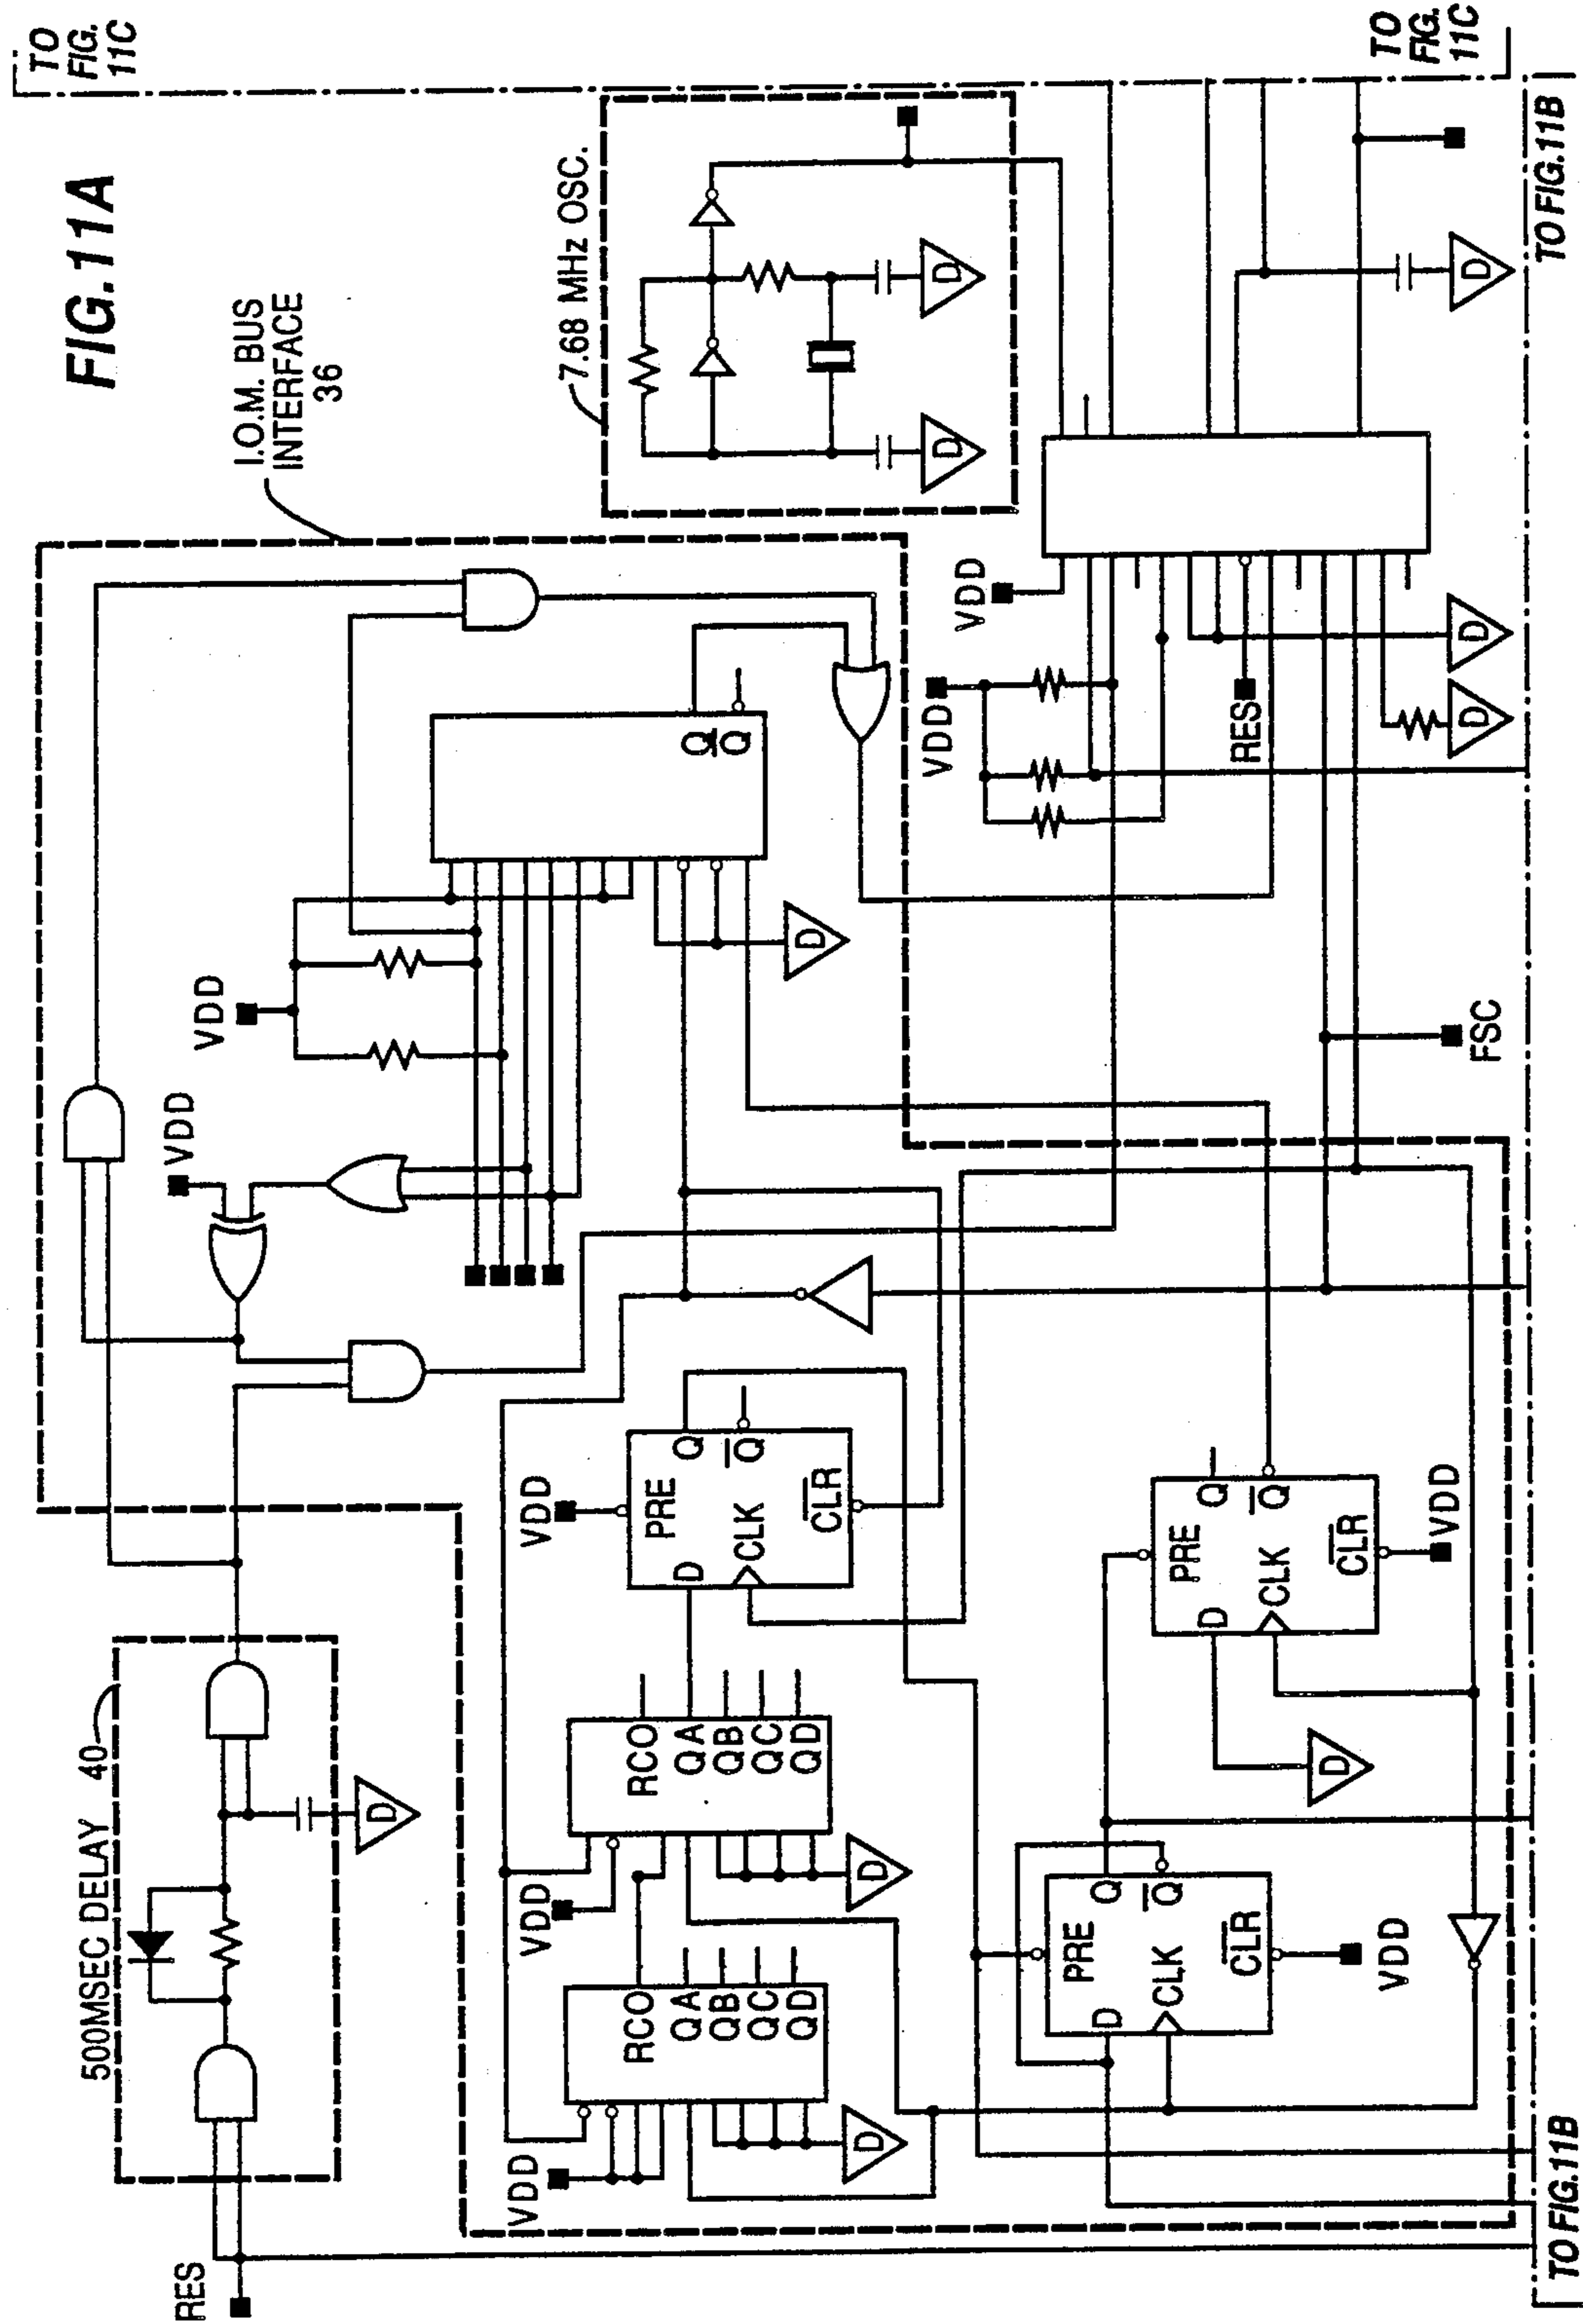 FIG.11A
TO
FIG.
11C
TO
FIG.
11C
I.O.M. BUS
INTERFACE
36
7.68 MHz OSC.
D
D
500MSEC DELAY 40
D
RES
VDD
VDD
Q
Q
D
VDD
VDD
RES
D
D
D
VDD
PRE
D
Q
CLK
Q
CLR
VDD
RCO
QA
QB
QC
QD
D
VDD
RCO
QA
QB
QC
QD
D
PRE
D
Q
CLK
Q
CLR
VDD
D
PRE
D
Q
CLK
Q
CLR
VDD
FSC
TO FIG.11B
TO FIG.11B